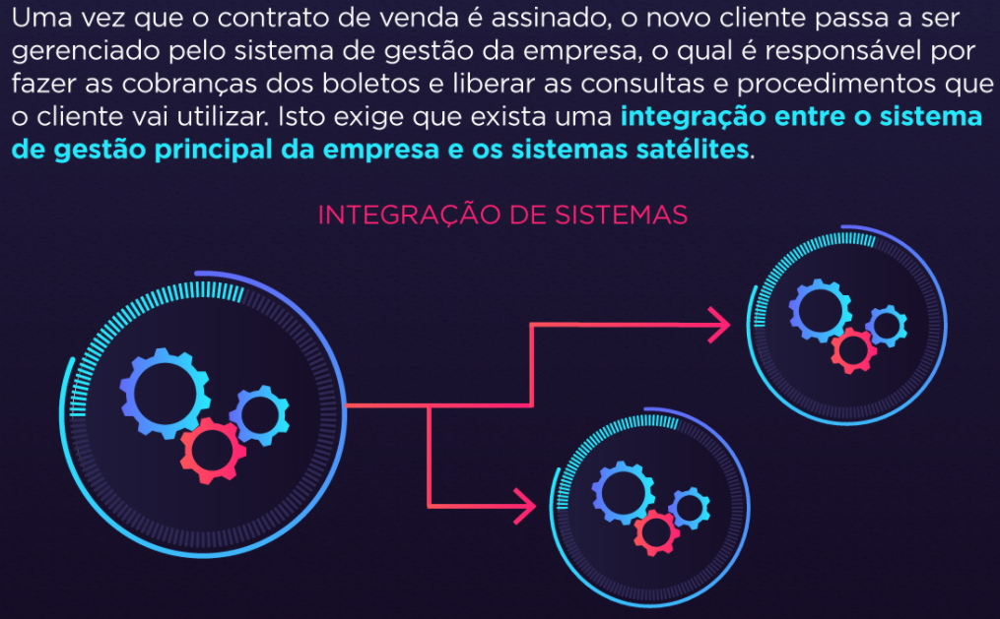 Uma vez que o contrato de venda é assinado, o novo cliente passa a ser
gerenciado pelo sistema de gestão da empresa, o qual é responsável por
fazer as cobranças dos boletos e liberar as consultas e procedimentos que
o cliente vai utilizar. Isto exige que exista uma integração entre o sistema
de gestão principal da empresa e os sistemas satélites.
INTEGRAÇÃO DE SISTEMAS